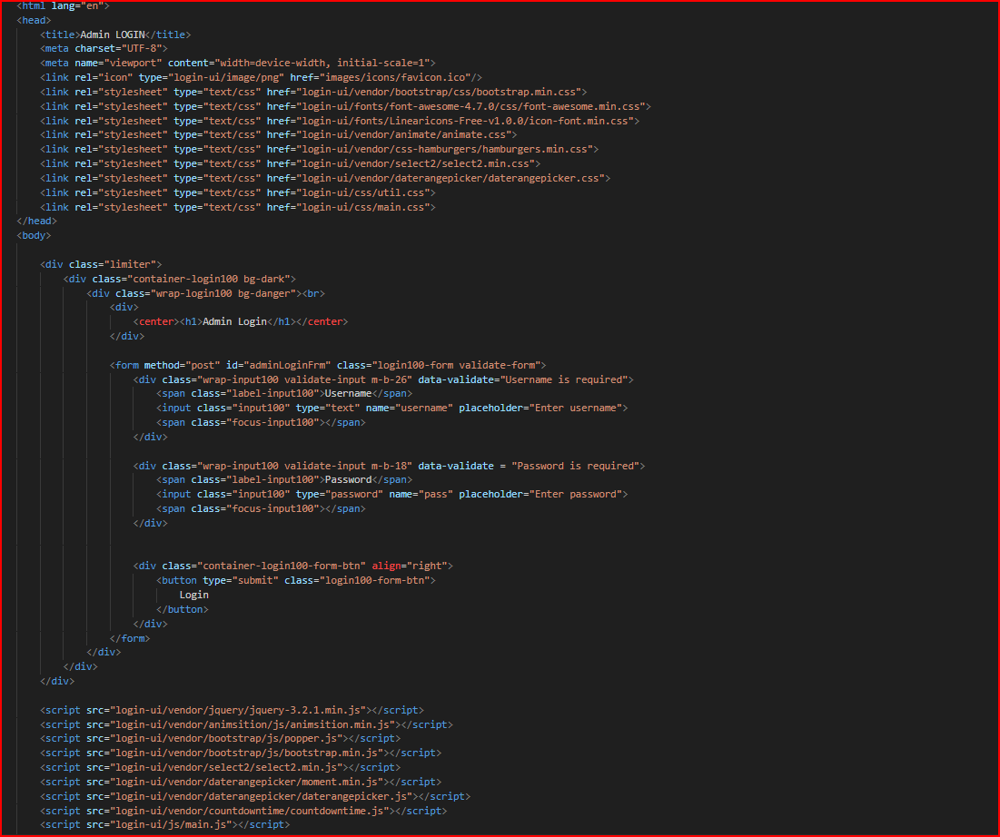 <html lang="en">
<head>
<title>Admin LOGIN</title>
<meta charset="UTF-8">
<meta name="viewport" content="width=device-width, initial-scale=1">
<link rel="icon" type="login-ui/image/png" href="images/icons/favicon.ico"/>
<link rel="stylesheet" type="text/css" href="login-ui/vendor/bootstrap/css/bootstrap.min.css">
<link rel="stylesheet" type="text/css" href="login-ui/fonts/font-awesome-4.7.0/css/font-awesome.min.css">
<link rel="stylesheet" type="text/css" href="login-ui/fonts/Linearicons-Free-v1.0.0/icon-font.min.css">
<link rel="stylesheet" type="text/css" href="login-ui/vendor/animate/animate.css">
<link rel="stylesheet" type="text/css" href="login-ui/vendor/css-hamburgers/hamburgers.min.css">
<link rel="stylesheet" type="text/css" href="login-ui/vendor/select2/select2.min.css">
<link rel="stylesheet" type="text/css" href="login-ui/vendor/daterangepicker/daterangepicker.css">
<link rel="stylesheet" type="text/css" href="login-ui/css/util.css">
<link rel="stylesheet" type="text/css" href="login-ui/css/main.css">
</head>
<body>
<div class="limiter">
<div class="container-login100 bg-dark">
<div class="wrap-login100 bg-danger"><br>
<div>
<center><h1>Admin Login</h1></center>
</div>
<form method="post" id="adminLoginFrm" class="login100-form validate-form">
<div class="wrap-input100 validate-input m-b-26" data-validate="Username is required">
<span class="label-input100">Username</span>
<input class="input100" type="text" name="username" placeholder="Enter username">
<span class="focus-input100"></span>
</div>
<div class="wrap-input100 validate-input m-b-18" data-validate = "Password is required">
<span class="label-input100">Password</span>
<input class="input100" type="password" name="pass" placeholder="Enter password">
<span class="focus-input100"></span>
</div>
<div class="container-login100-form-btn" align="right">
<button type="submit" class="login100-form-btn">
Login
</button>
</div>
</form>
</div>
</div>
</div>
<script src="login-ui/vendor/jquery/jquery-3.2.1.min.js"></script>
<script src="login-ui/vendor/animsition/js/animsition.min.js"></script>
<script src="login-ui/vendor/bootstrap/js/popper.js"></script>
<script src="login-ui/vendor/bootstrap/js/bootstrap.min.js"></script>
<script src="login-ui/vendor/select2/select2.min.js"></script>
<script src="login-ui/vendor/daterangepicker/moment.min.js"></script>
<script src="login-ui/vendor/daterangepicker/daterangepicker.js"></script>
<script src="login-ui/vendor/countdowntime/countdowntime.js"></script>
<script src="login-ui/js/main.js"></script>